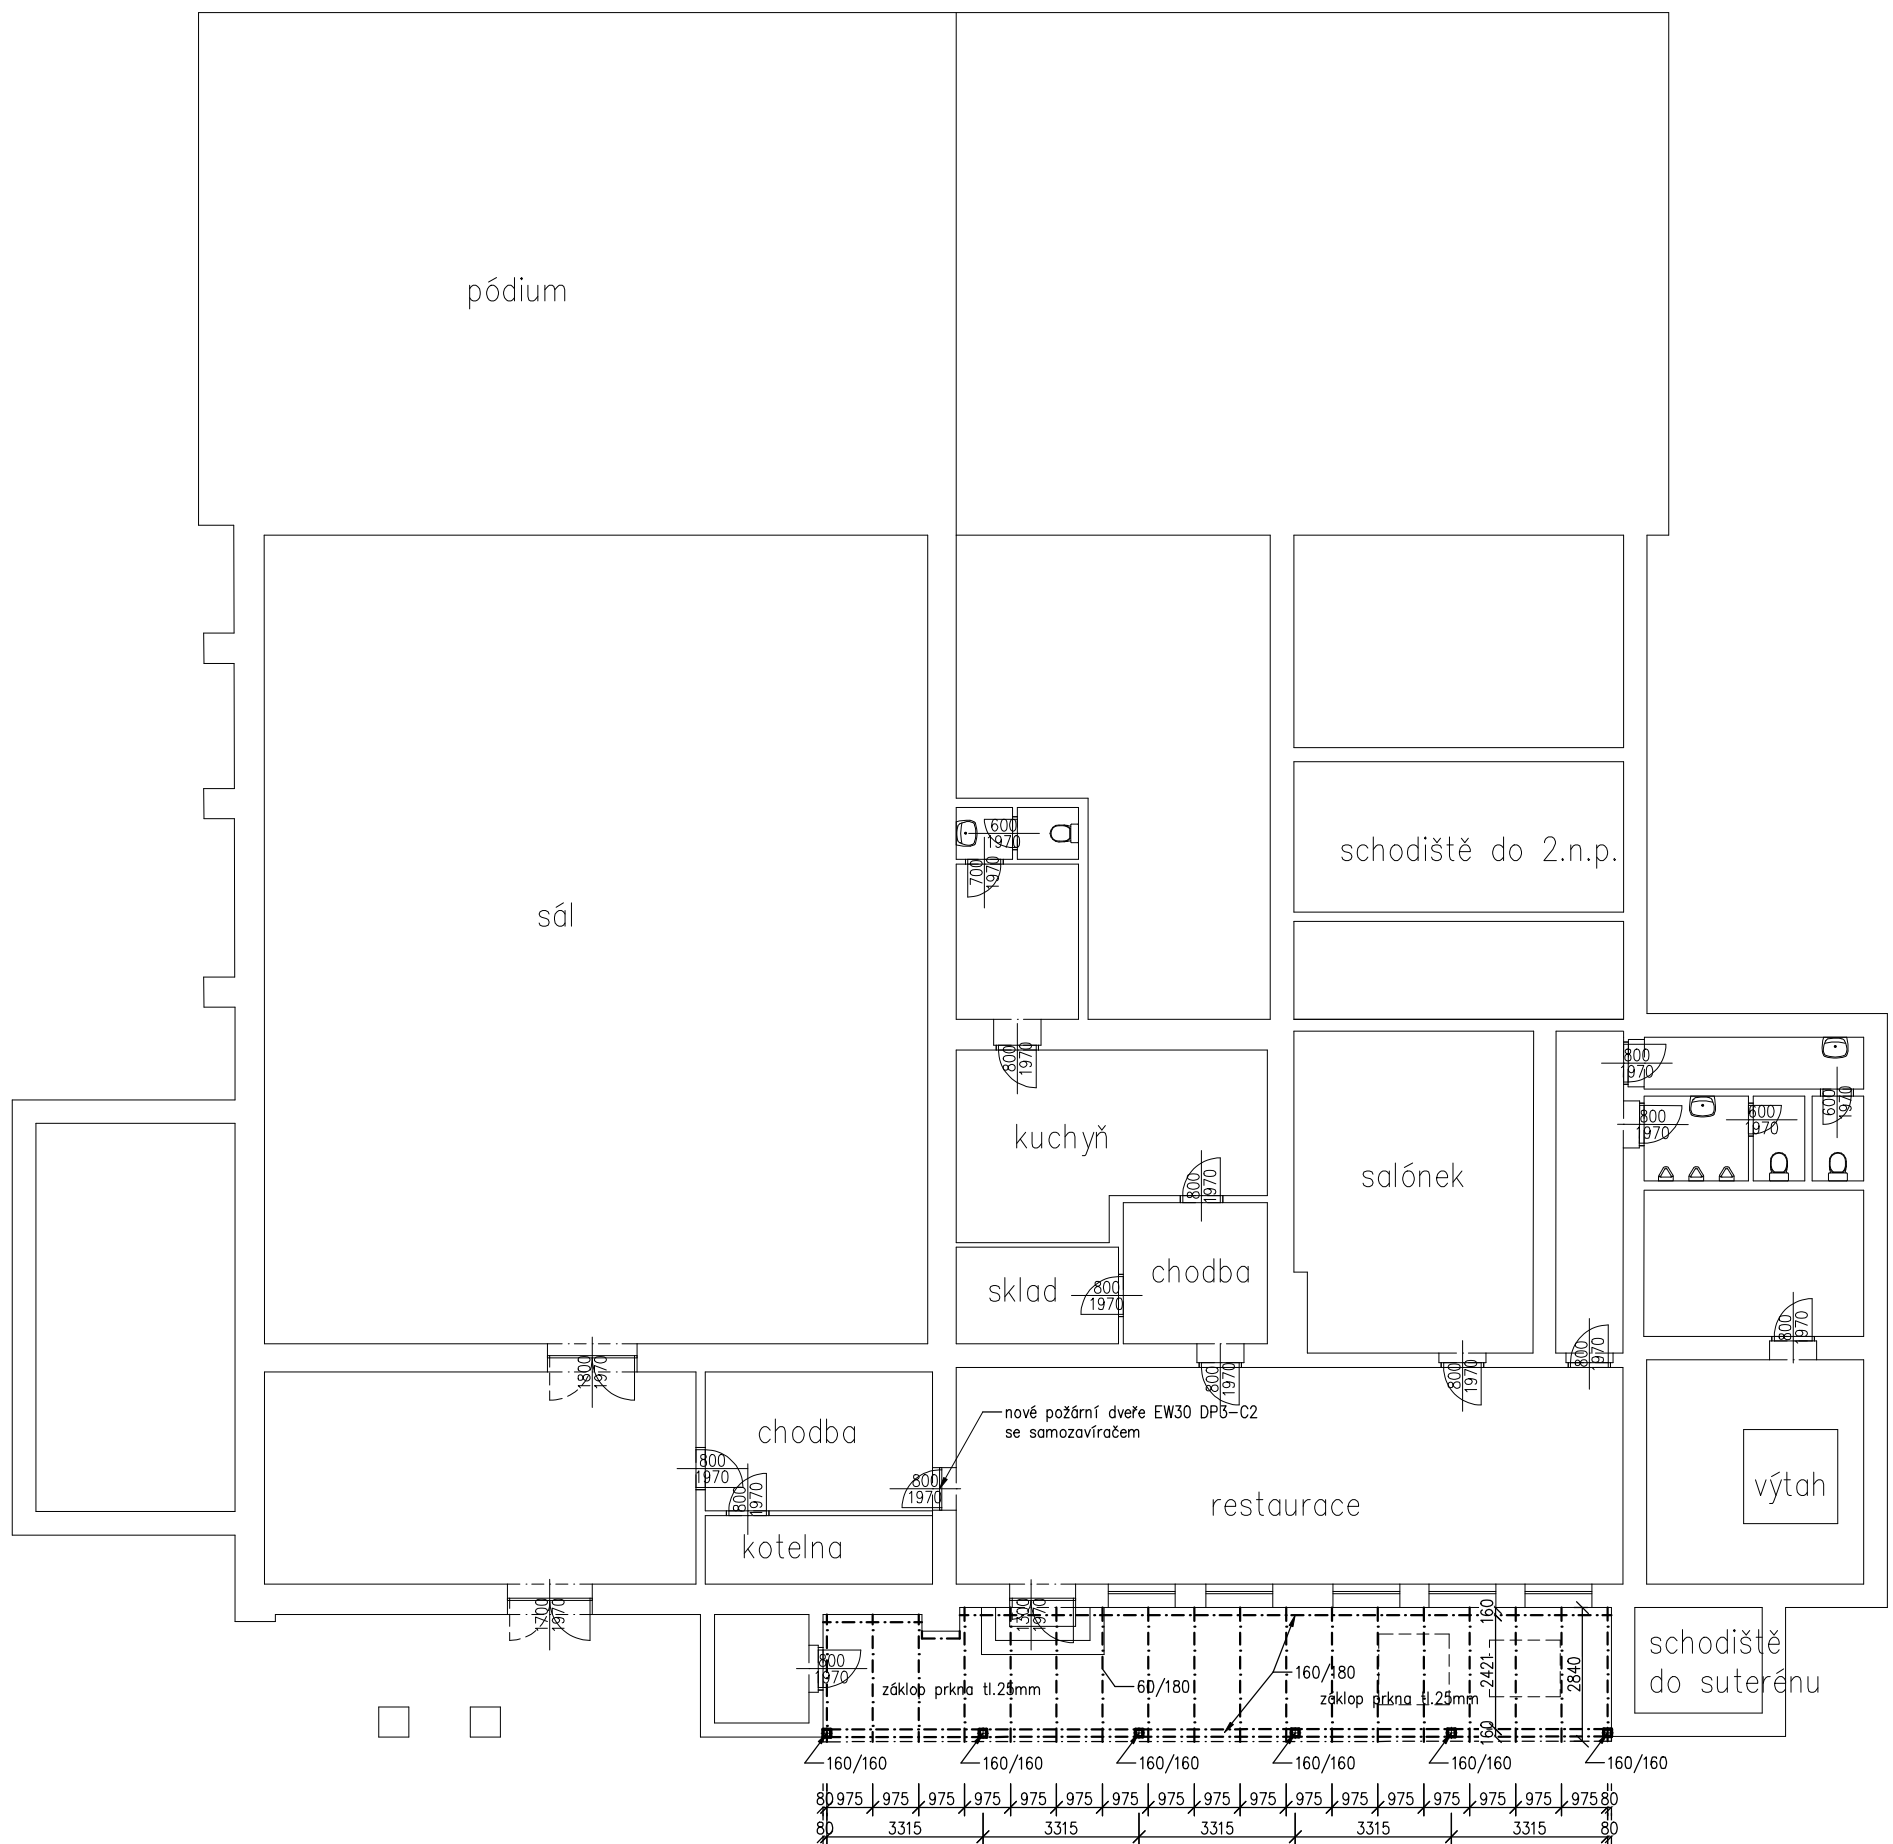 pódium
600
1970
700
1970
schodiště do 2.n.p.
sál
800
1970
800
1970
600
1970
800
1970
600
1970
kuchyň
salónek
800
1970
chodba
sklad
800
1970
800
1970
1800
1970
800
1970
800
1970
800
1970
nové požární dveře EW30 DP3-C2
se samozavíračem
chodba
800
1970
800
1970
800
1970
výtah
restaurace
kotelna
1700
1970
1300
1970
160
schodiště
do suterénu
800
1970
160/180
2421
2840
60/180
základ prkna tl.25mm
základ prkna tl.25mm
160
160/160
160/160
160/160
160/160
160/160
160/160
80 975 975 975 975 975 975 975 975 975 975 975 975 975 975 975 975 975 80
80 3315 3315 3315 3315 3315 80